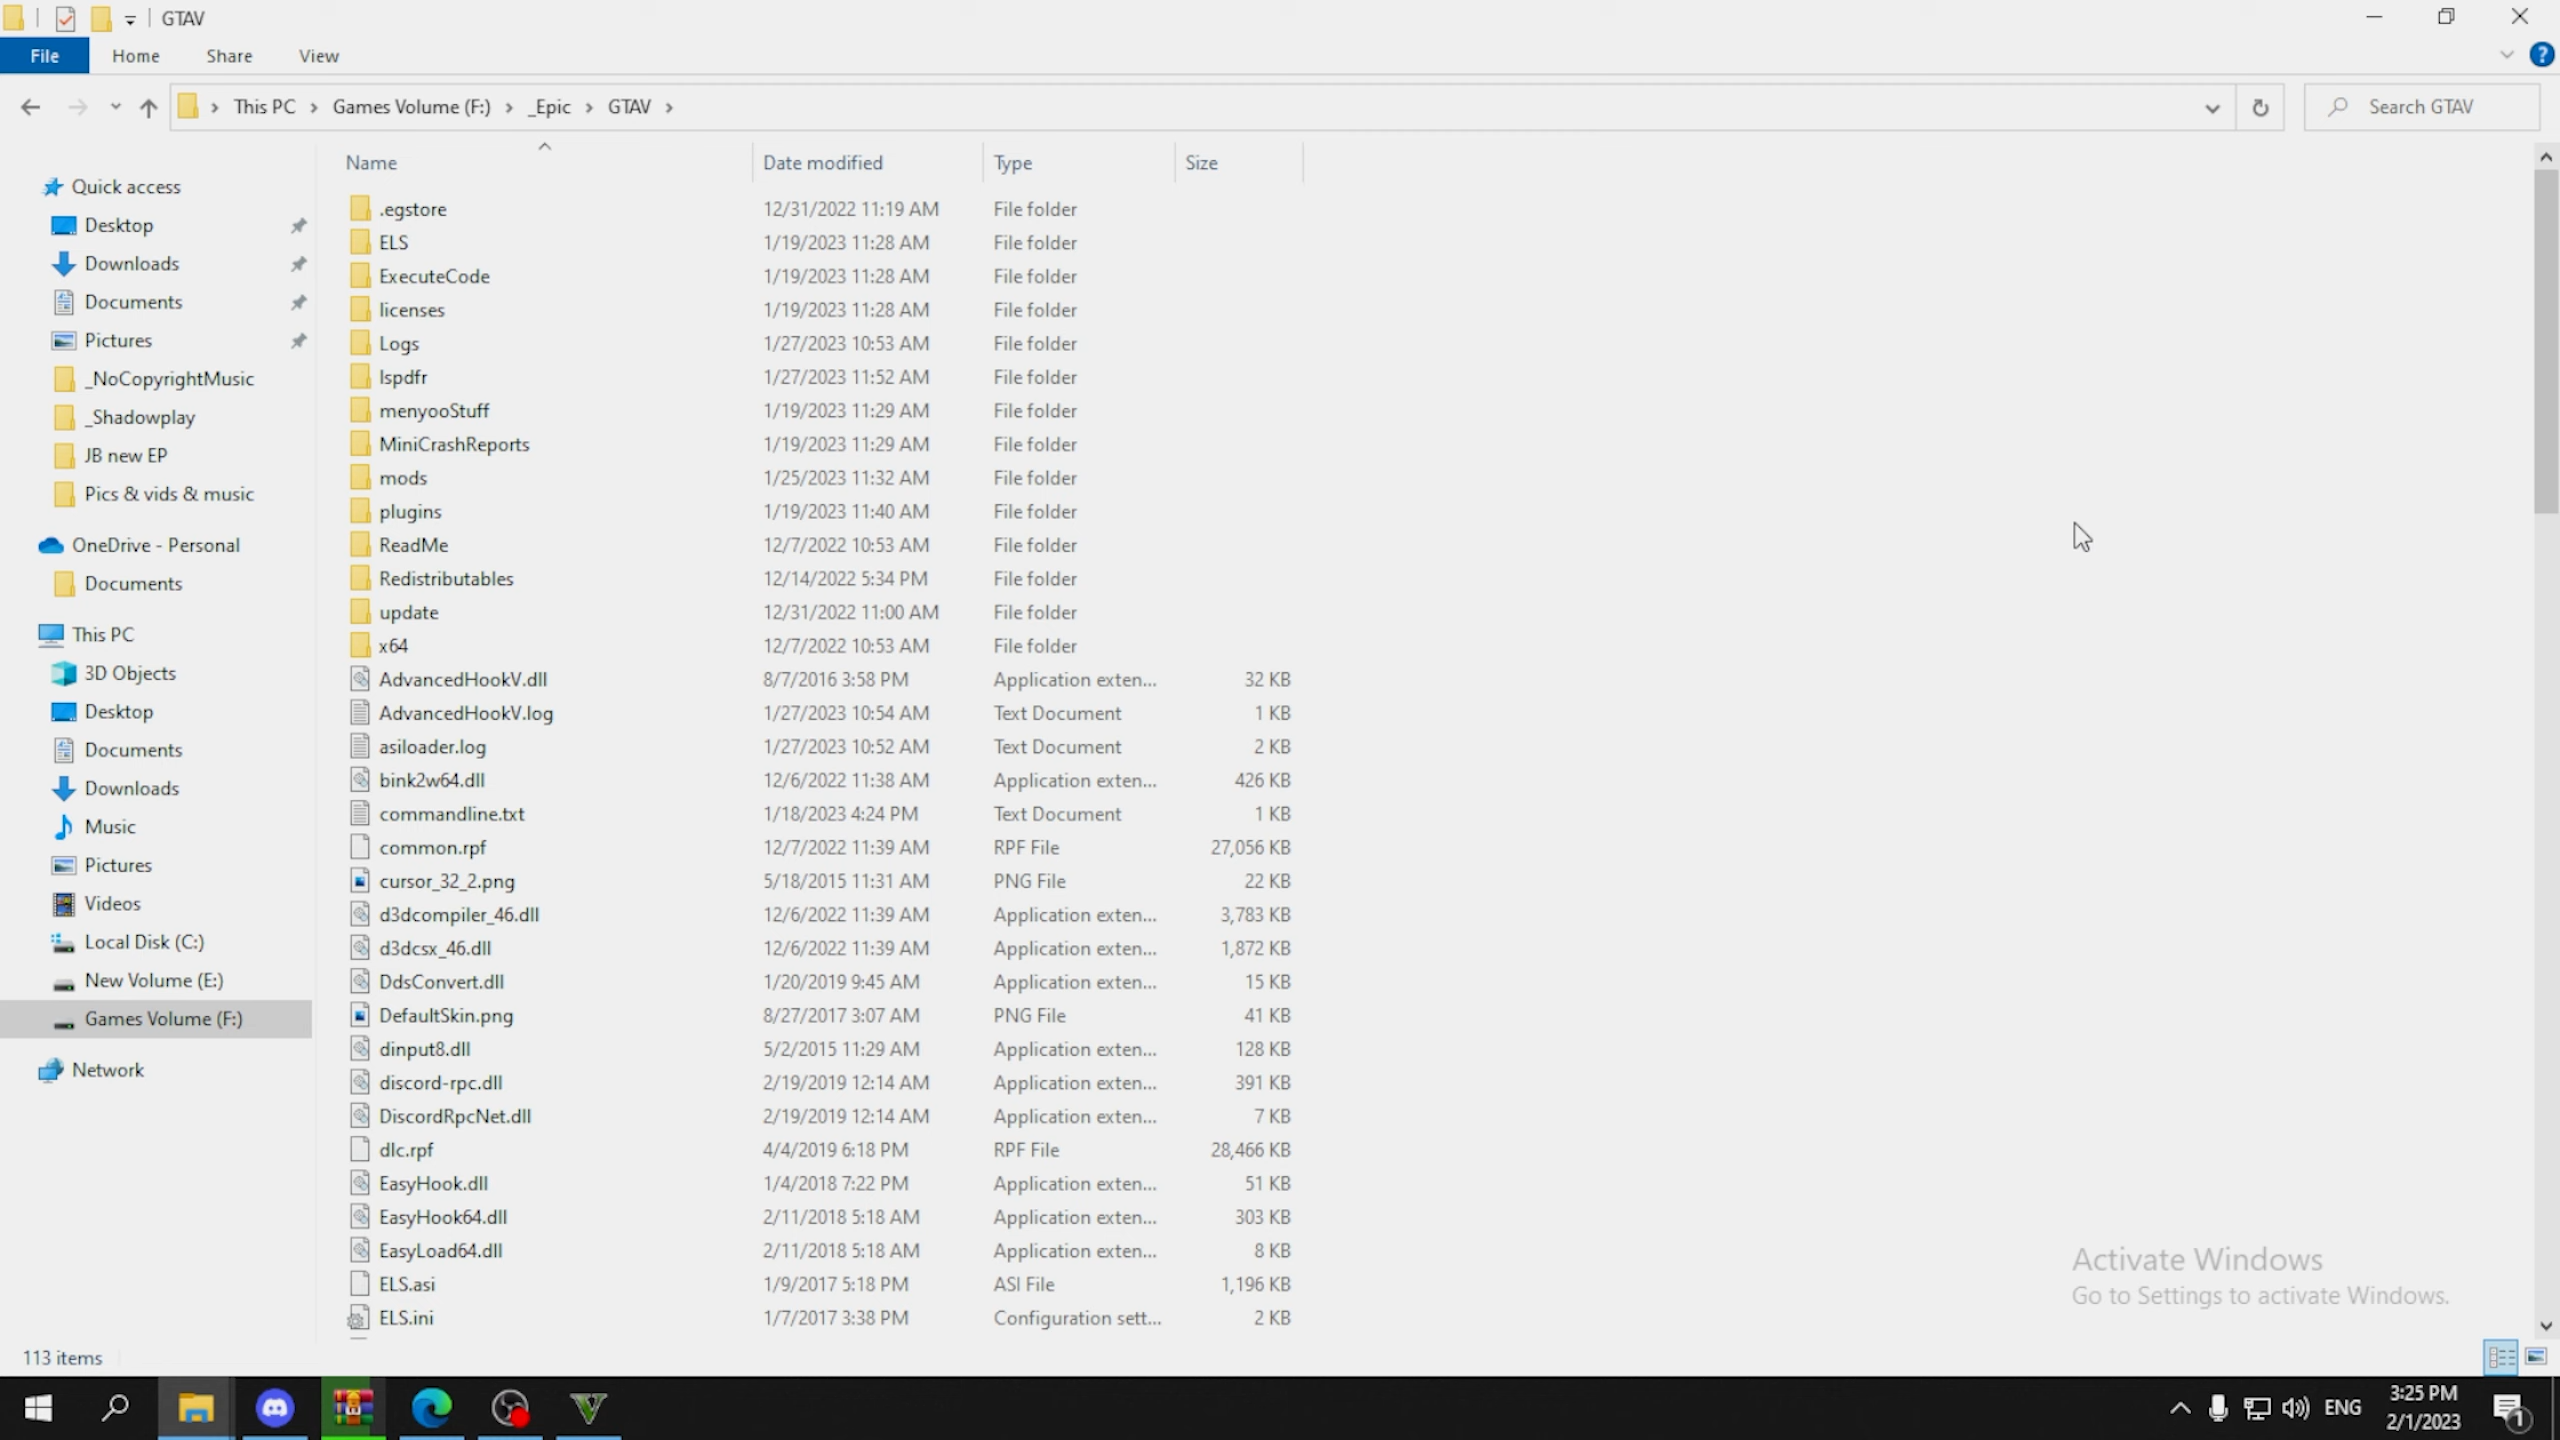 GTAV
File Home Share View
This PC Games Volume (F:) _Epic GTAV Search GTAV
Name Date modified Type Size
Quick access
Desktop
Downloads
Documents
Pictures
_NoCopyrightMusic
_Shadowplay
JB new EP
Pics & vids & music
OneDrive - Personal
Documents
This PC
3D Objects
Desktop
Documents
Downloads
Music
Pictures
Videos
Local Disk (C:)
New Volume (E:)
Games Volume (F:)
Network
.egstore 12/31/2022 11:19 AM File folder
ELS 1/19/2023 11:28 AM File folder
ExecuteCode 1/19/2023 11:28 AM File folder
licenses 1/19/2023 11:28 AM File folder
Logs 1/27/2023 10:53 AM File folder
lspdfr 1/27/2023 11:52 AM File folder
menyooStuff 1/19/2023 11:29 AM File folder
MiniCrashReports 1/19/2023 11:29 AM File folder
mods 1/25/2023 11:32 AM File folder
plugins 1/19/2023 11:40 AM File folder
ReadMe 12/7/2022 10:53 AM File folder
Redistributables 12/14/2022 5:34 PM File folder
update 12/31/2022 11:00 AM File folder
x64 12/7/2022 10:53 AM File folder
AdvancedHookV.dll 8/7/2016 3:58 PM Application exten... 32 KB
AdvancedHookV.log 1/27/2023 10:54 AM Text Document 1 KB
asiloader.log 1/27/2023 10:52 AM Text Document 2 KB
bink2w64.dll 12/6/2022 11:38 AM Application exten... 426 KB
commandline.txt 1/18/2023 4:24 PM Text Document 1 KB
common.rpf 12/7/2022 11:39 AM RPF File 27,056 KB
cursor_32_2.png 5/18/2015 11:31 AM PNG File 22 KB
d3dcompiler_46.dll 12/6/2022 11:39 AM Application exten... 3,783 KB
d3dcsx_46.dll 12/6/2022 11:39 AM Application exten... 1,872 KB
DdsConvert.dll 1/20/2019 9:45 AM Application exten... 15 KB
DefaultSkin.png 8/27/2017 3:07 AM PNG File 41 KB
dinput8.dll 5/2/2015 11:29 AM Application exten... 128 KB
discord-rpc.dll 2/19/2019 12:14 AM Application exten... 391 KB
DiscordRpcNet.dll 2/19/2019 12:14 AM Application exten... 7 KB
dlc.rpf 4/4/2019 6:18 PM RPF File 28,466 KB
EasyHook.dll 1/4/2018 7:22 PM Application exten... 51 KB
EasyHook64.dll 2/11/2018 5:18 AM Application exten... 303 KB
EasyLoad64.dll 2/11/2018 5:18 AM Application exten... 8 KB
ELS.asi 1/9/2017 5:18 PM ASI File 1,196 KB
ELS.ini 1/7/2017 3:38 PM Configuration sett... 2 KB
Activate Windows
Go to Settings to activate Windows.
113 items
ENG
3:25 PM
2/1/2023
1